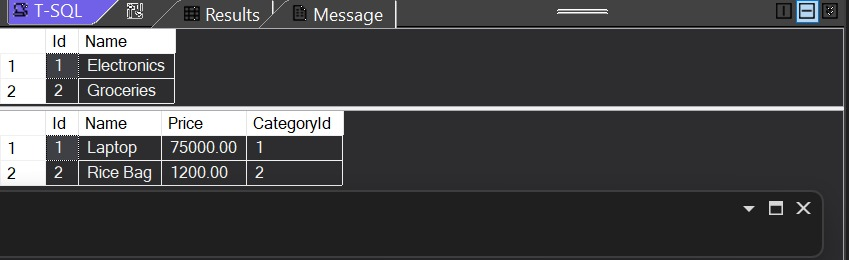 T-SQL Results Message
Id Name
1 1 Electronics
2 2 Groceries
Id Name Price CategoryId
1 1 Laptop 75000.00 1
2 2 Rice Bag 1200.00 2